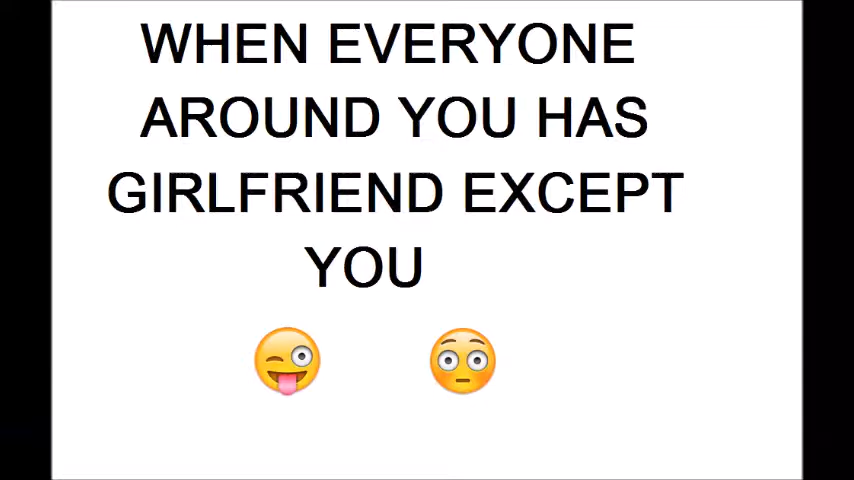 WHEN EVERYONE
AROUND YOU HAS
GIRLFRIEND EXCEPT
YOU